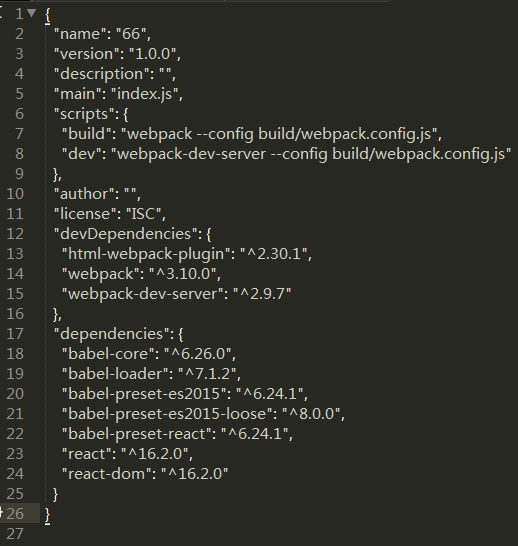 1 {
2 "name": "66",
3 "version": "1.0.0",
4 "description": "",
5 "main": "index.js",
6 "scripts": {
7 "build": "webpack --config build/webpack.config.js",
8 "dev": "webpack-dev-server --config build/webpack.config.js"
9 },
10 "author": "",
11 "license": "ISC",
12 "devDependencies": {
13 "html-webpack-plugin": "^2.30.1",
14 "webpack": "^3.10.0",
15 "webpack-dev-server": "^2.9.7"
16 },
17 "dependencies": {
18 "babel-core": "^6.26.0",
19 "babel-loader": "^7.1.2",
20 "babel-preset-es2015": "^6.24.1",
21 "babel-preset-es2015-loose": "^8.0.0",
22 "babel-preset-react": "^6.24.1",
23 "react": "^16.2.0",
24 "react-dom": "^16.2.0"
25 }
26 }
27